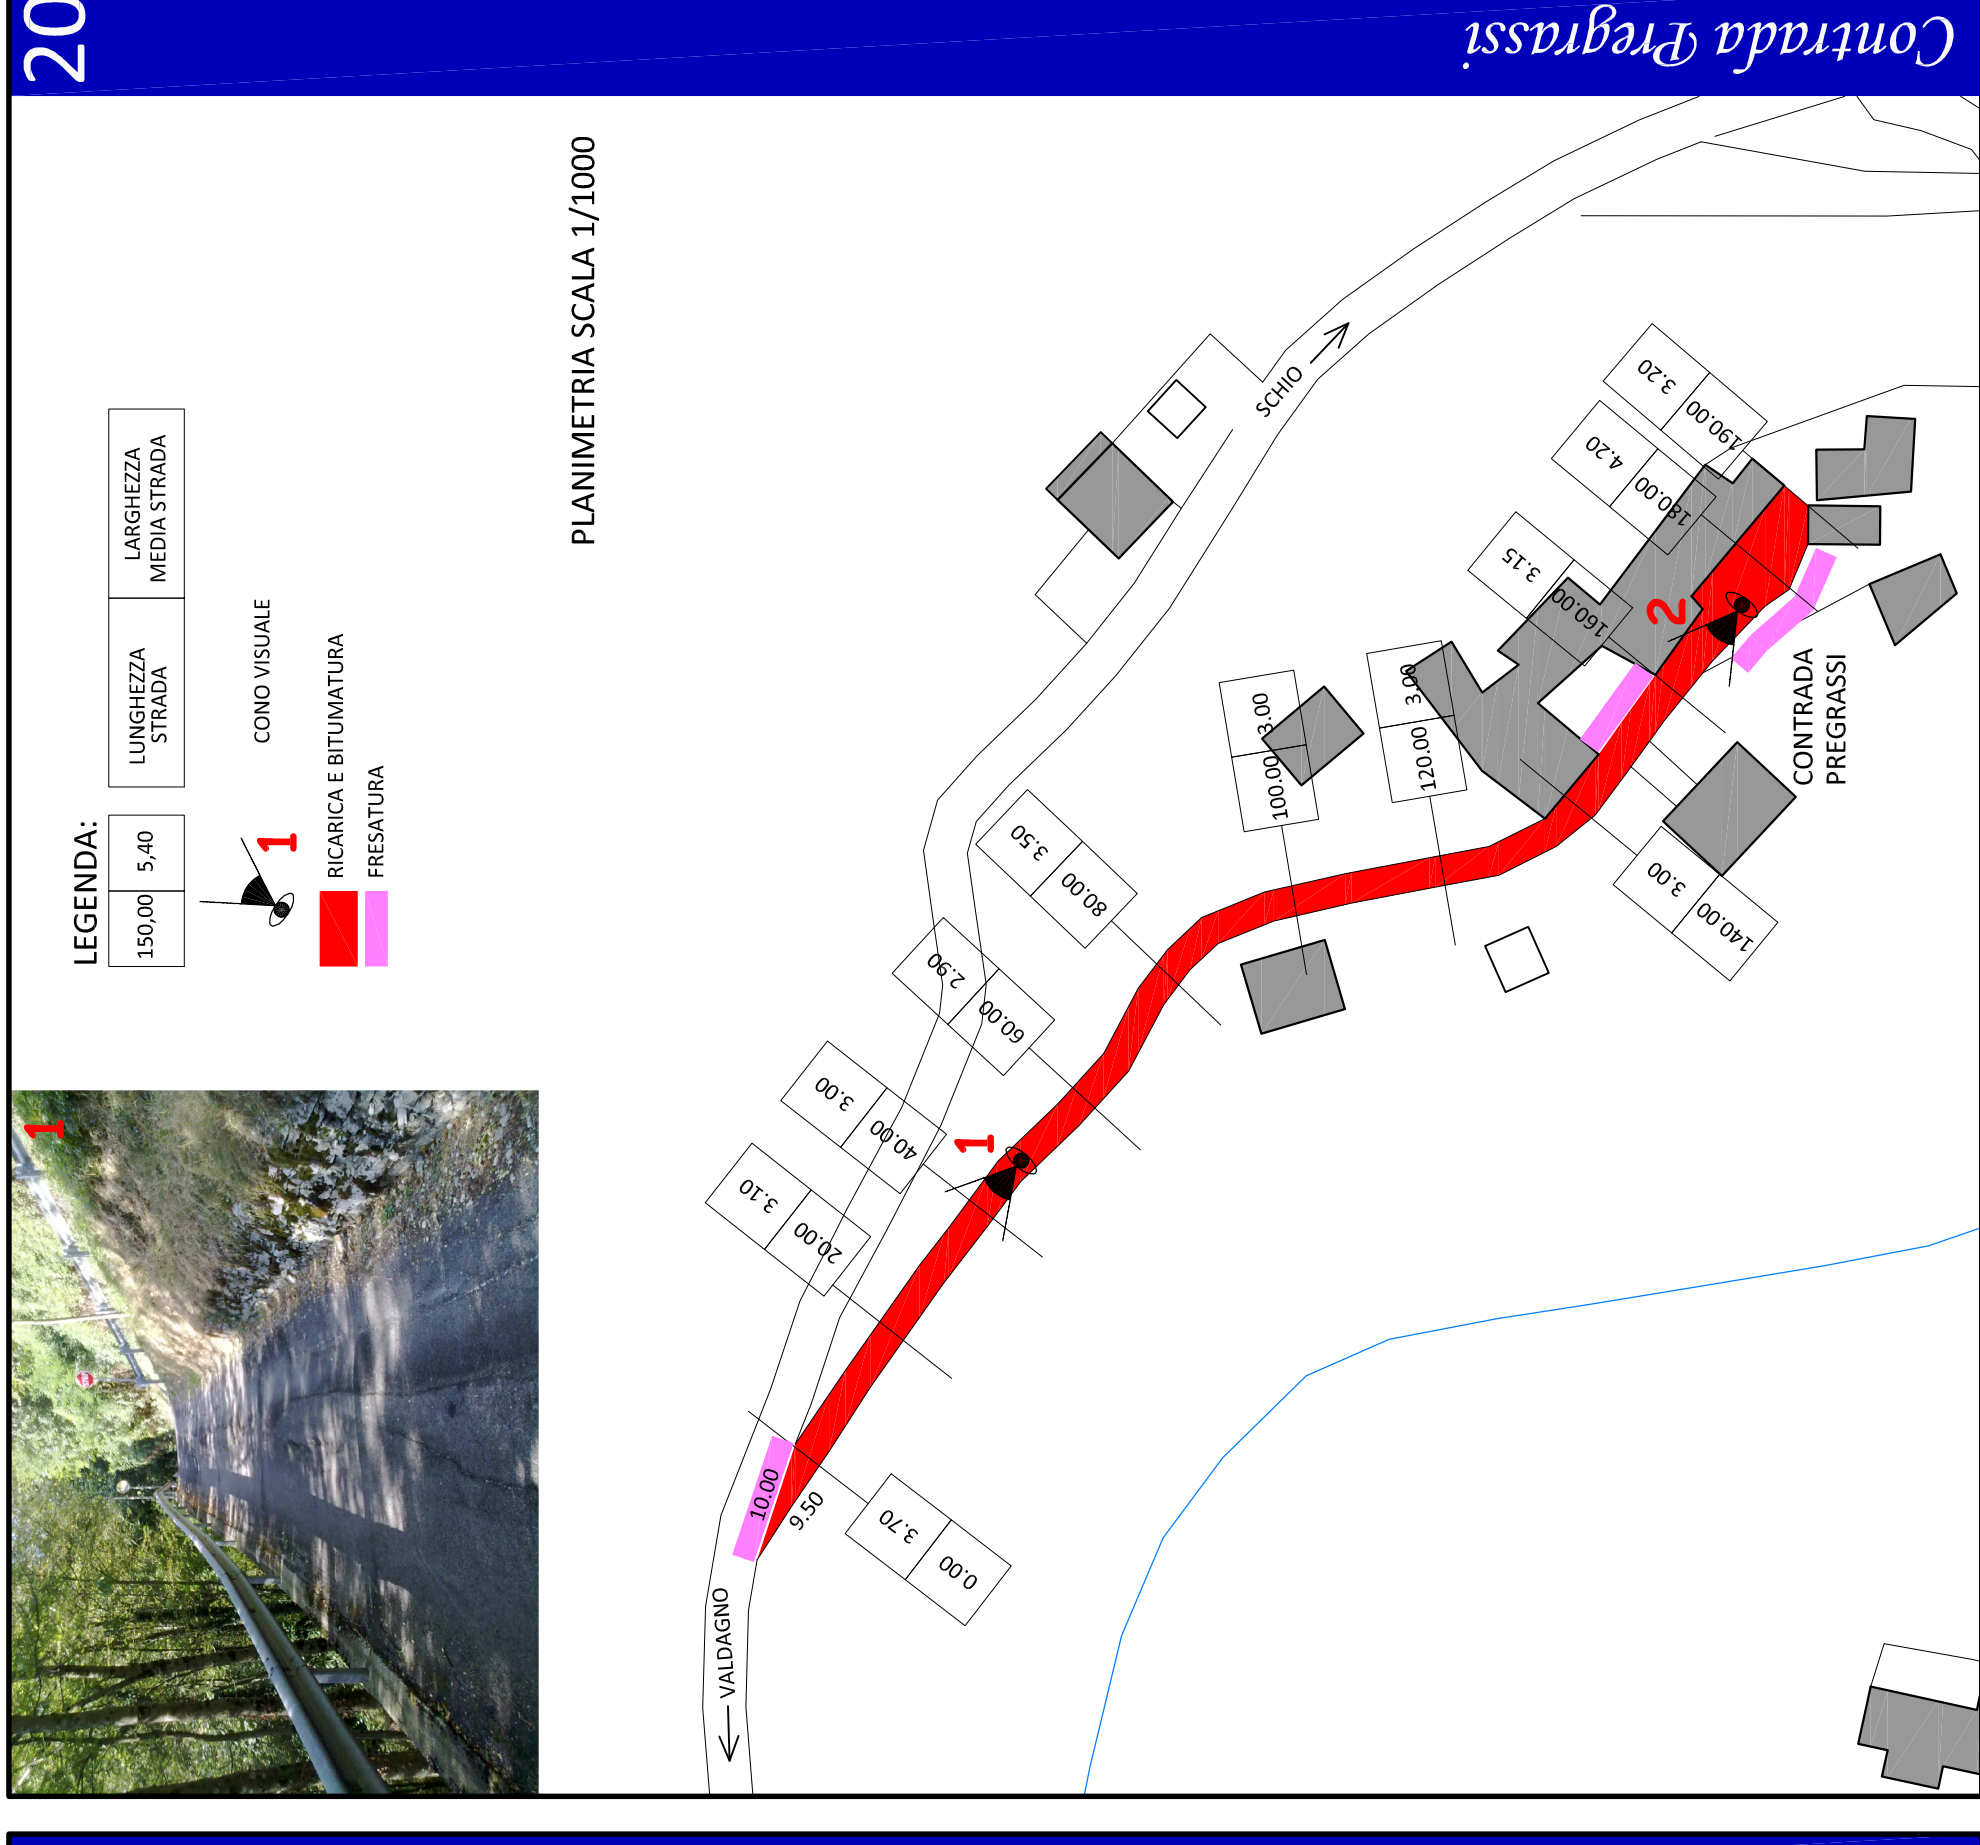 20
Contrada Pregrassi
LEGENDA:
150,00
5,40
LUNGHEZZA
STRADA
LARGHEZZA
MEDIA STRADA
1
CONO VISUALE
RICARICA E BITUMATURA
FRESATURA
PLANIMETRIA SCALA 1/1000
1
VALDAGNO
SCHIO
10.00
9.50
3.70
0.00
3.10
20.00
3.00
40.00
1
2.90
60.00
3.50
80.00
3.00
100.00
3.00
120.00
3.00
140.00
3.15
160.00
4.20
180.00
3.20
190.00
2
CONTRADA
PREGRASSI